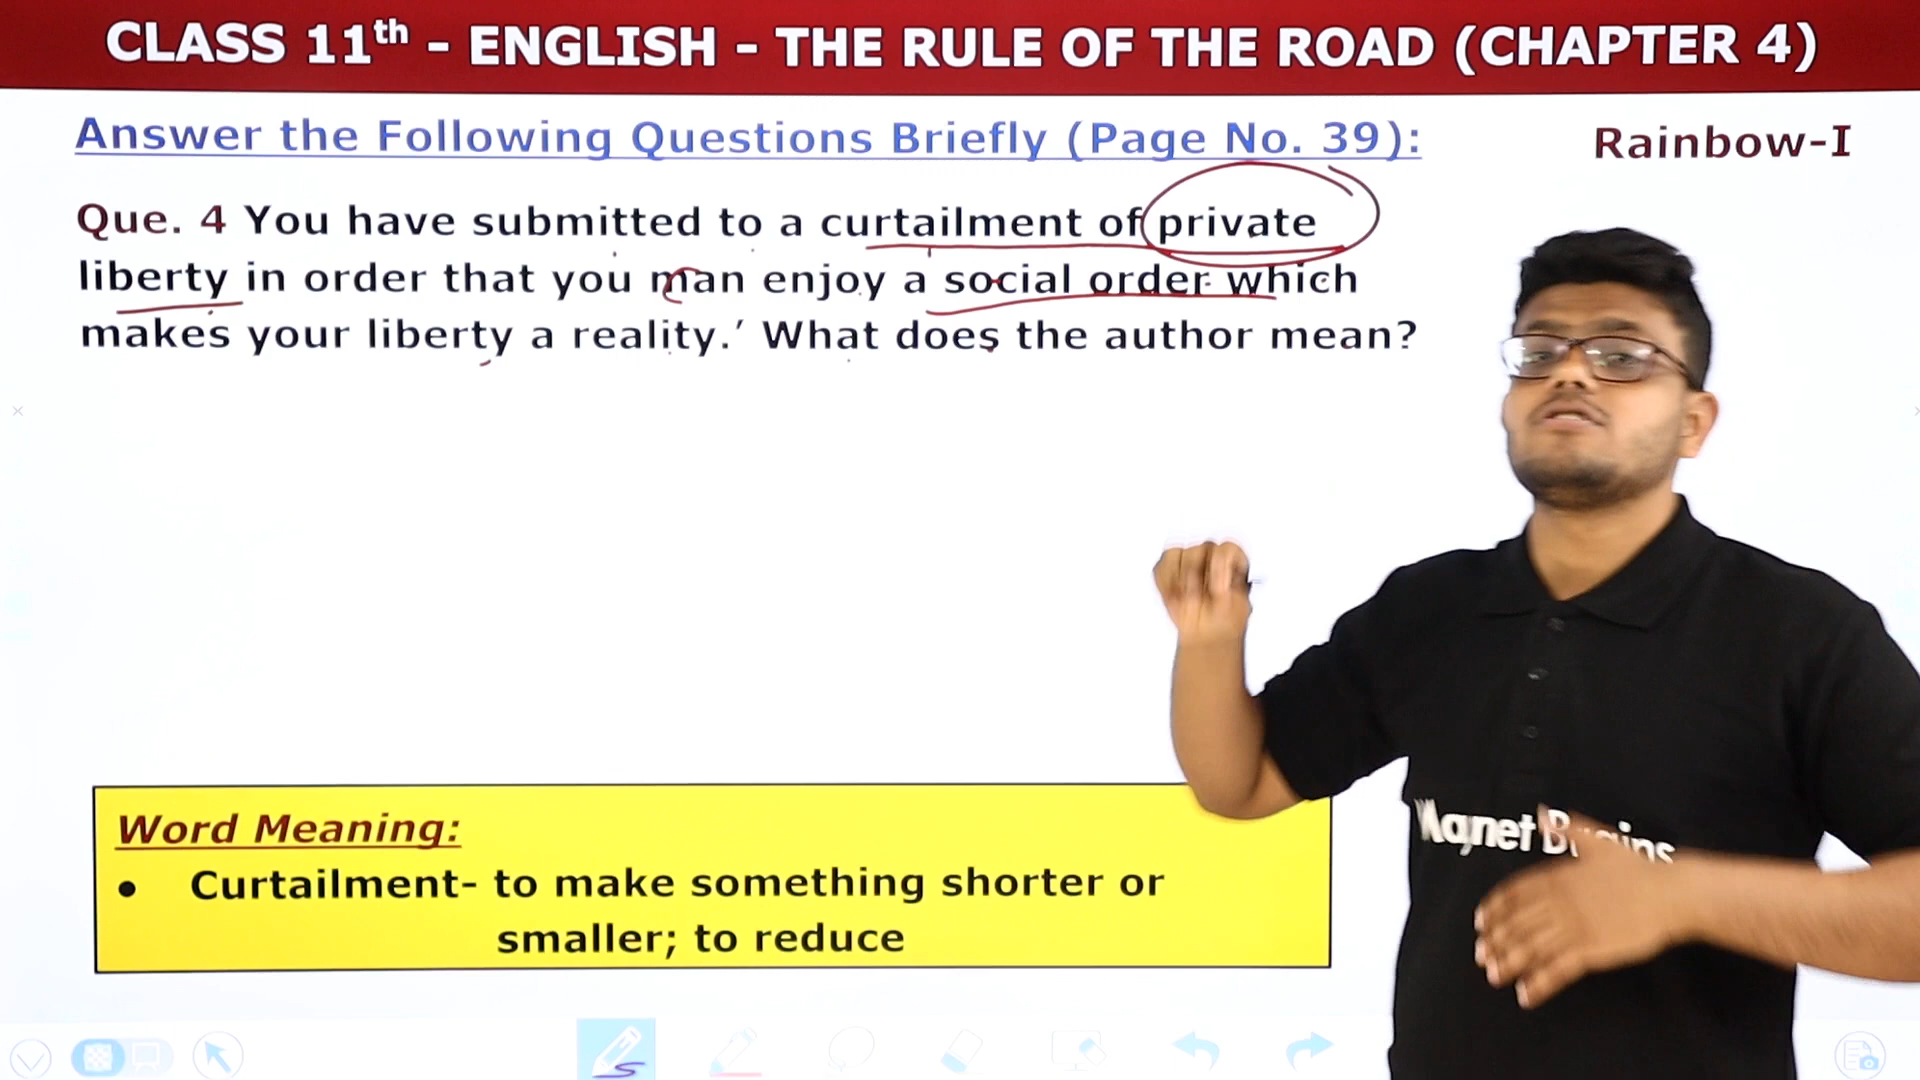 CLASS 11th - ENGLISH - THE RULE OF THE ROAD (CHAPTER 4)
Answer the Following Questions Briefly (Page No. 39):
Rainbow-I
Que. 4 You have submitted to a curtailment of private
liberty in order that you man enjoy a social order which
makes your liberty a reality.’ What does the author mean?
Word Meaning:
• Curtailment- to make something shorter or
smaller; to reduce
Magnet